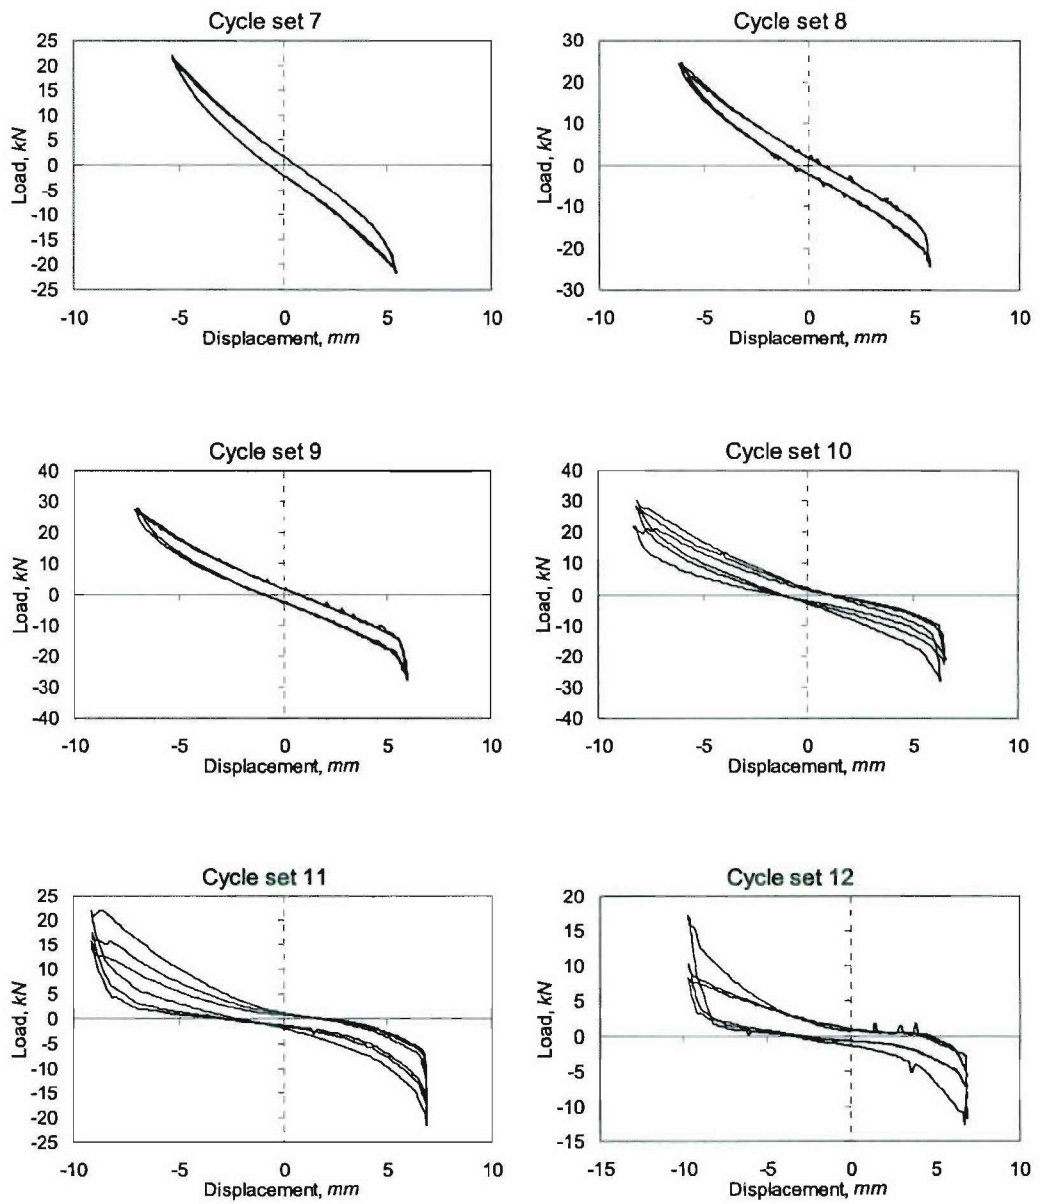 Cycle set 7
25
20
15
10
5
0
-5
-10
-15
-20
-25
Load, kN
-10 -5 0 5 10
Displacement, mm
Cycle set 8
30
20
10
0
-10
-20
-30
Load, kN
-10 -5 0 5 10
Displacement, mm
Cycle set 9
40
30
20
10
0
-10
-20
-30
-40
Load, kN
-10 -5 0 5 10
Displacement, mm
Cycle set 10
40
30
20
10
0
-10
-20
-30
-40
Load, kN
-10 -5 0 5 10
Displacement, mm
Cycle set 11
25
20
15
10
5
0
-5
-10
-15
-20
-25
Load, kN
-10 -5 0 5 10
Displacement, mm
Cycle set 12
20
15
10
5
0
-5
-10
-15
Load, kN
-15 -10 -5 0 5 10
Displacement, mm